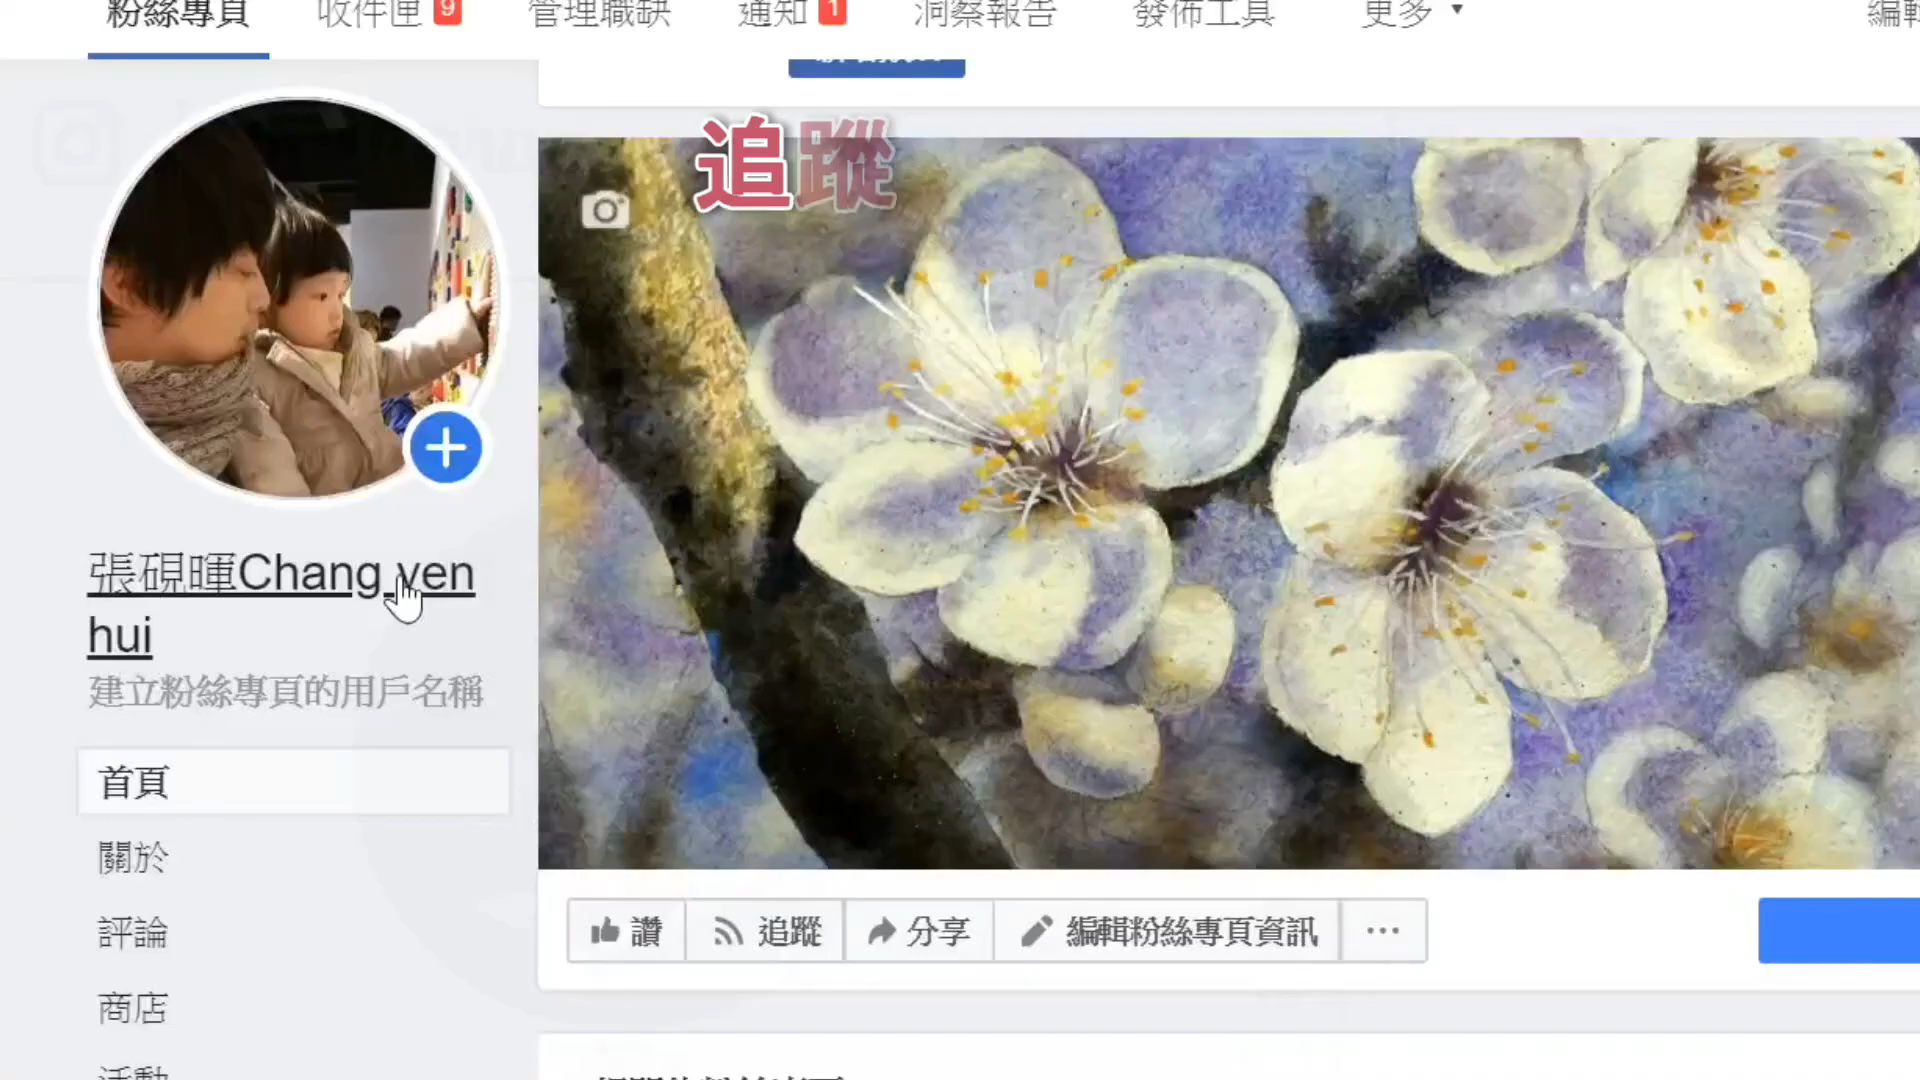 粉絲專頁 收件匣 9 管理職缺 通知 1 洞察報告 發佈工具 更多
追蹤
張硯暉Chang yen
hui
建立粉絲專頁的用戶名稱
首頁
關於
評論
商店
活動
讚 追蹤 分享 編輯粉絲專頁資訊 ...